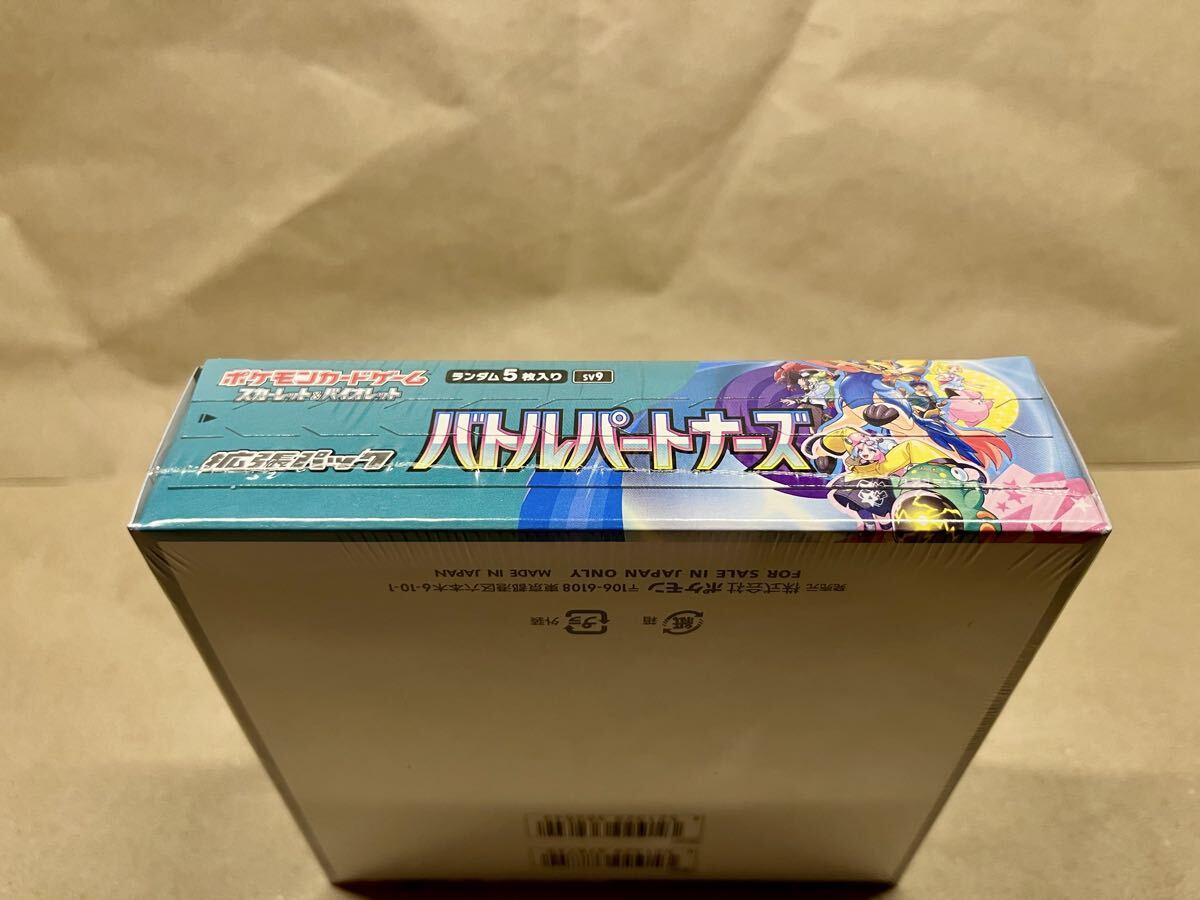 ポケモンカードゲーム
スカーレット&バイオレット
ランダム5枚入り
SV9
拡張パック
バトルパートナーズ
発売元 株式会社 ポケモン 〒106-6108 東京都港区六本木6-10-1
FOR SALE IN JAPAN ONLY MADE IN JAPAN
紙 箱
プラ 外装